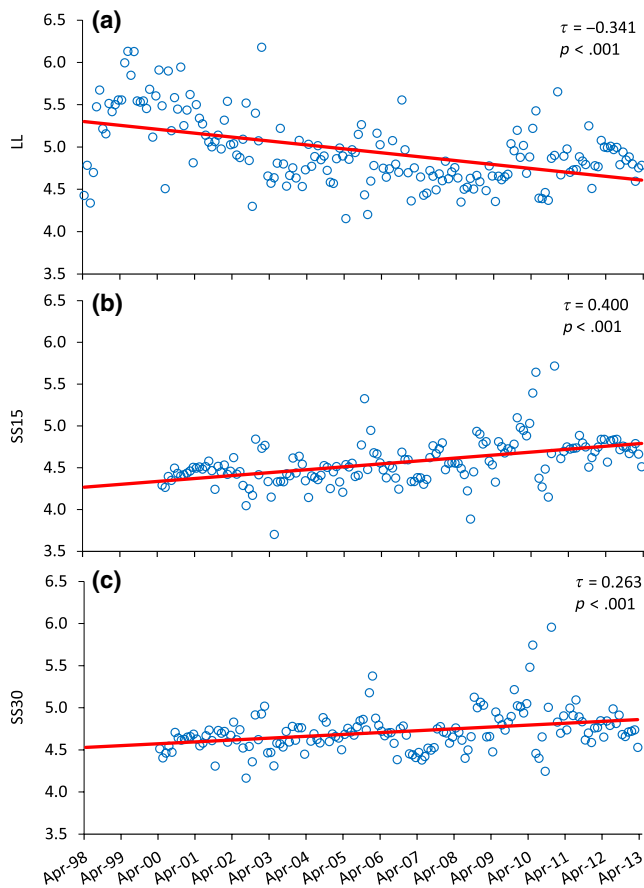 (a)
τ = –0.341
p < .001
6.5
6.0
5.5
5.0
4.5
4.0
3.5
LL
(b)
τ = 0.400
p < .001
6.5
6.0
5.5
5.0
4.5
4.0
3.5
SS15
(c)
τ = 0.263
p < .001
6.5
6.0
5.5
5.0
4.5
4.0
3.5
SS30
Apr-98
Apr-99
Apr-00
Apr-01
Apr-02
Apr-03
Apr-04
Apr-05
Apr-06
Apr-07
Apr-08
Apr-09
Apr-10
Apr-11
Apr-12
Apr-13